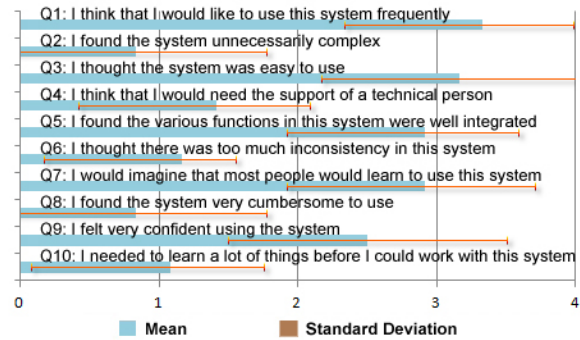 Q1: I think that I would like to use this system frequently
Q2: I found the system unnecessarily complex
Q3: I thought the system was easy to use
Q4: I think that I would need the support of a technical person
Q5: I found the various functions in this system were well integrated
Q6: I thought there was too much inconsistency in this system
Q7: I would imagine that most people would learn to use this system
Q8: I found the system very cumbersome to use
Q9: I felt very confident using the system
Q10: I needed to learn a lot of things before I could work with this system
0 1 2 3 4
Mean Standard Deviation